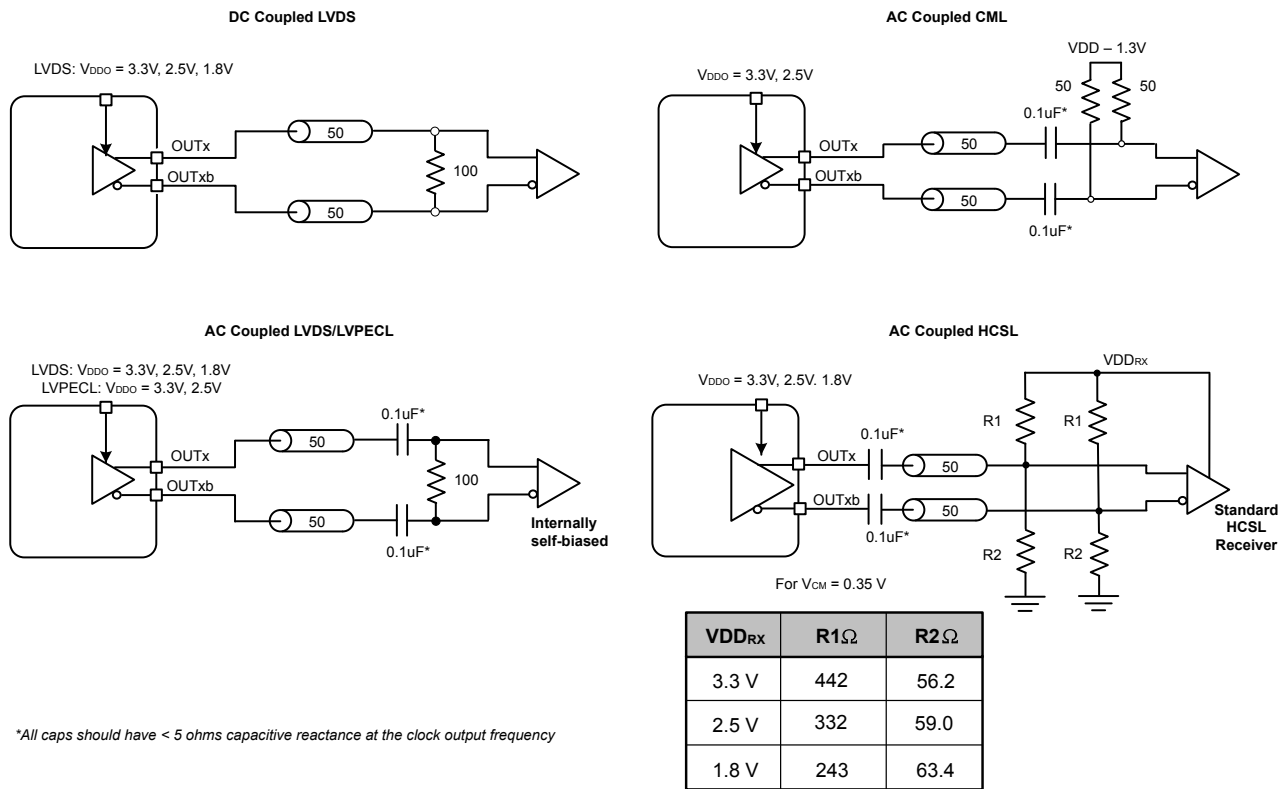 DC Coupled LVDS
LVDS: VDDO = 3.3V, 2.5V, 1.8V
OUTx
OUTxb
50
50
100
AC Coupled CML
VDD – 1.3V
VDDO = 3.3V, 2.5V
50
50
0.1uF*
OUTx
OUTxb
50
50
0.1uF*
AC Coupled LVDS/LVPECL
LVDS: VDDO = 3.3V, 2.5V, 1.8V
LVPECL: VDDO = 3.3V, 2.5V
0.1uF*
OUTx
OUTxb
50
50
100
0.1uF*
Internally
self-biased
AC Coupled HCSL
VDDRX
VDDO = 3.3V, 2.5V. 1.8V
R1
R1
0.1uF*
OUTx
OUTxb
50
50
0.1uF*
R2
R2
Standard
HCSL
Receiver
For VCM = 0.35 V
VDDRX R1Ω R2Ω
3.3 V 442 56.2
2.5 V 332 59.0
1.8 V 243 63.4
*All caps should have < 5 ohms capacitive reactance at the clock output frequency